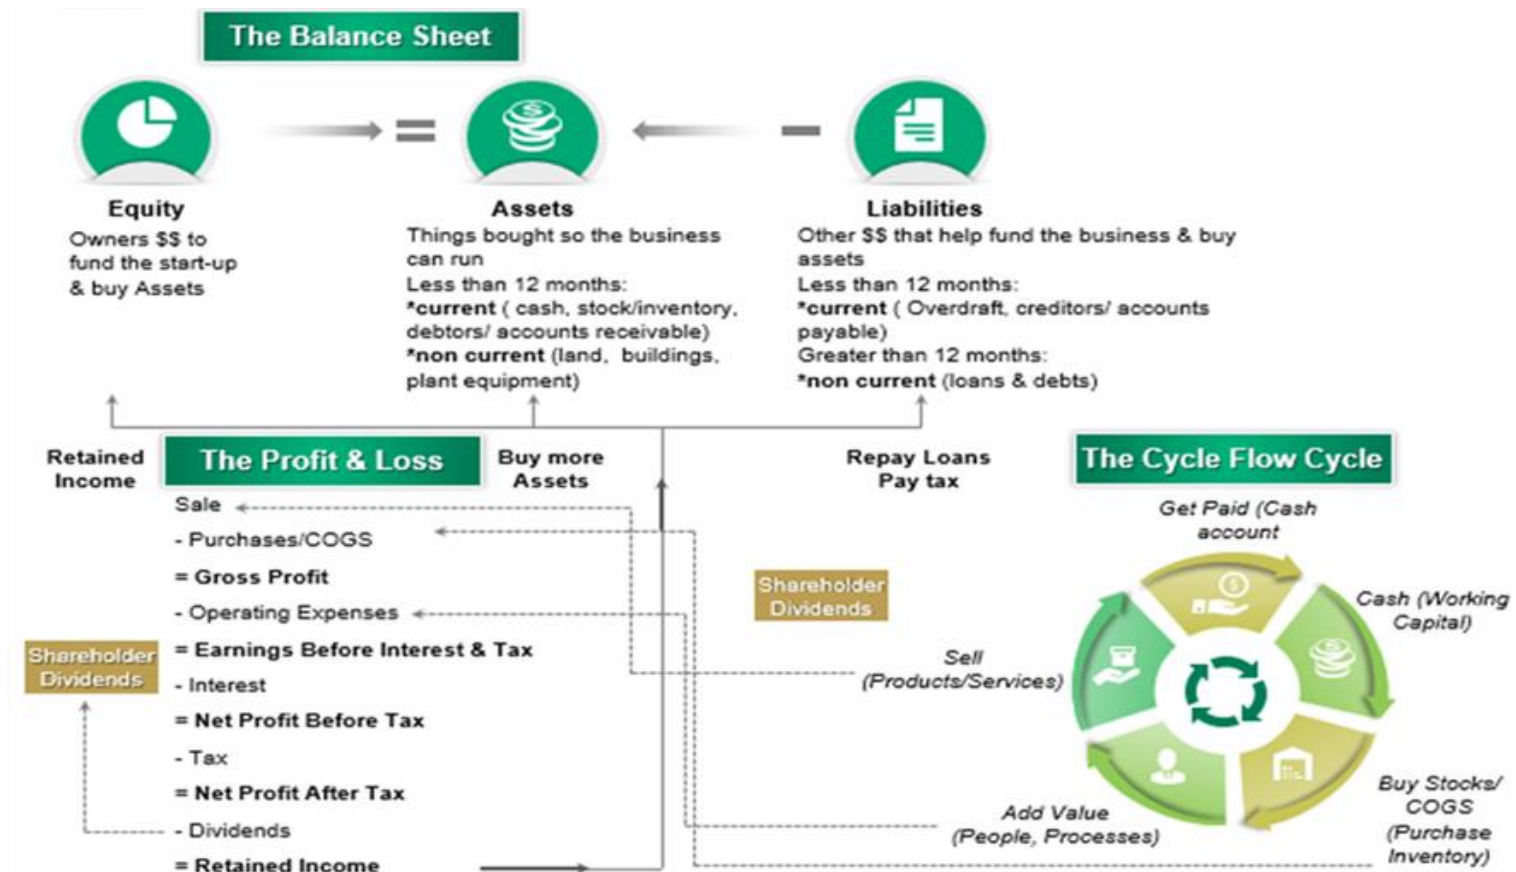 The Balance Sheet
Equity
Owners $$ to
fund the start-up
& buy Assets
=
Assets
Things bought so the business
can run
Less than 12 months:
*current ( cash, stock/inventory,
debtors/ accounts receivable)
*non current (land, buildings,
plant equipment)
-
Liabilities
Other $$ that help fund the business & buy
assets
Less than 12 months:
*current ( Overdraft, creditors/ accounts
payable)
Greater than 12 months:
*non current (loans & debts)
Retained
Income
The Profit & Loss
Buy more
Assets
Repay Loans
Pay tax
Sale
- Purchases/COGS
= Gross Profit
- Operating Expenses
= Earnings Before Interest & Tax
- Interest
= Net Profit Before Tax
- Tax
= Net Profit After Tax
- Dividends
= Retained Income
Shareholder
Dividends
Shareholder
Dividends
The Cycle Flow Cycle
Get Paid (Cash
account
Cash (Working
Capital)
Buy Stocks/
COGS
(Purchase
Inventory)
Add Value
(People, Processes)
Sell
(Products/Services)